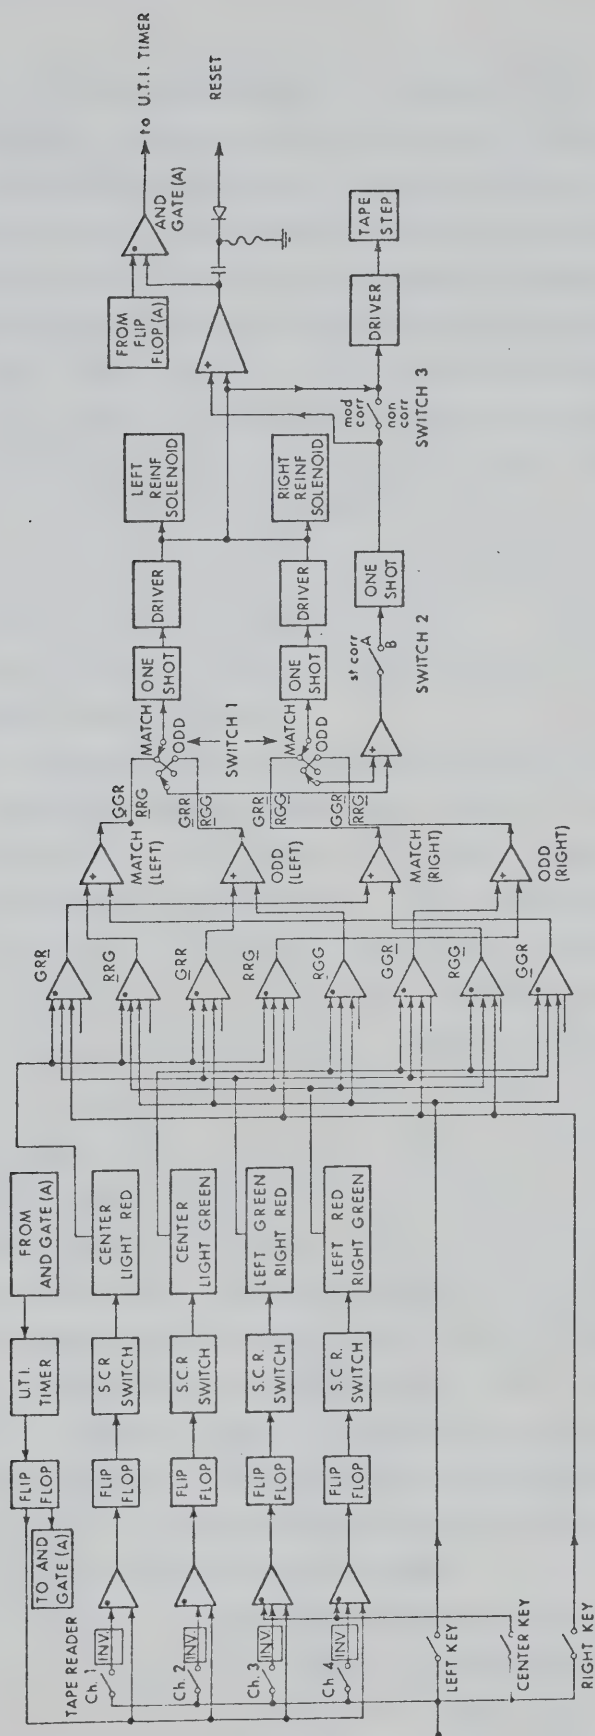 TO AND
GATE (A)
FLIP
FLOP
U.T.I.
TIMER
FROM
AND GATE (A)
TAPE READER
Ch. 1
INV.
FLIP
FLOP
S C R
SWITCH
CENTER
LIGHT RED
Ch. 2
INV.
FLIP
FLOP
S.C.R.
SWITCH
CENTER
LIGHT GREEN
Ch. 3
INV.
FLIP
FLOP
S.C.R.
SWITCH
LEFT GREEN
RIGHT RED
Ch. 4
INV.
FLIP
FLOP
S.C.R.
SWITCH
LEFT RED
RIGHT GREEN
LEFT KEY
CENTER KEY
RIGHT KEY
GRR
RRG
GRR
RRG
RGG
GGR
RGG
GGR
MATCH
(LEFT)
ODD
(LEFT)
MATCH
(RIGHT)
ODD
(RIGHT)
GGR
RRG
GRR
RGG
GRR
RGG
GGR
RRG
MATCH
ODD
SWITCH 1
MATCH
ODD
ONE
SHOT
DRIVER
LEFT
REINF
SOLENOID
ONE
SHOT
DRIVER
RIGHT
REINF
SOLENOID
st corr
A
B
SWITCH 2
ONE
SHOT
mod
corr
non
corr
SWITCH 3
DRIVER
TAPE
STEP
FROM
FLIP
FLOP (A)
AND
GATE (A)
to U.T.I. TIMER
RESET